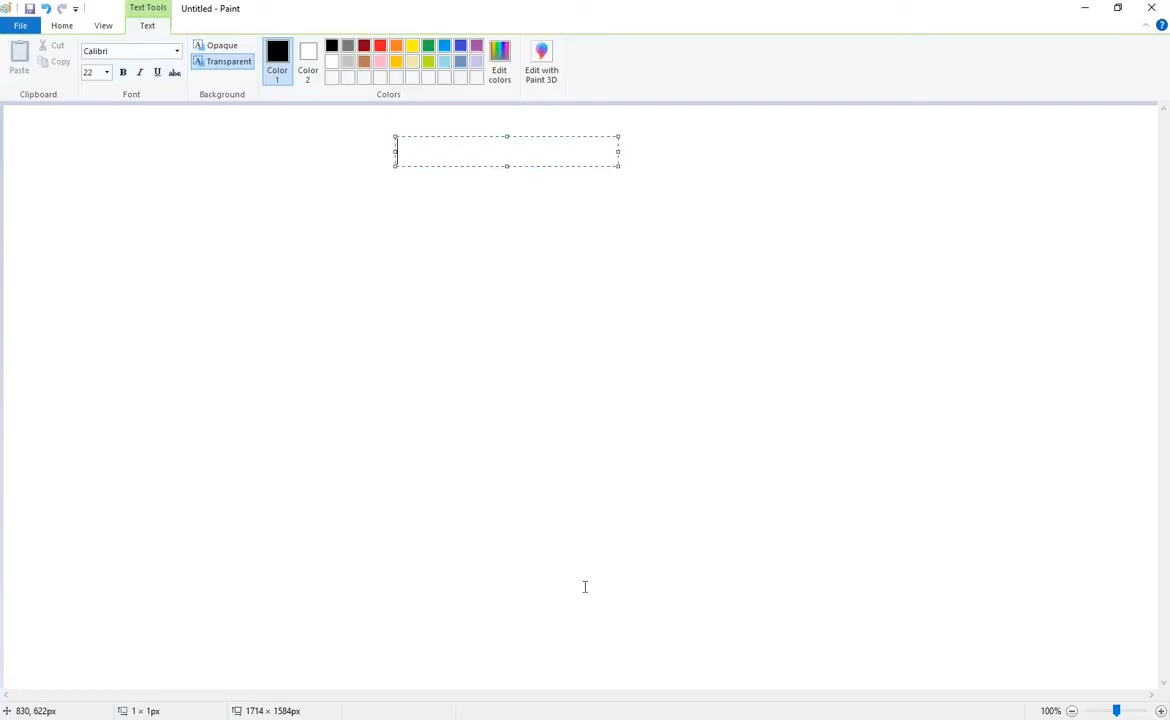 Text Tools
Untitled - Paint
File
Home
View
Text
Paste
Cut
Copy
Clipboard
Calibri
22
B I U abc
Font
Opaque
Transparent
Background
Color 1
Color 2
Edit colors
Colors
Edit with Paint 3D
830, 622px
1 × 1px
1714 × 1584px
100%